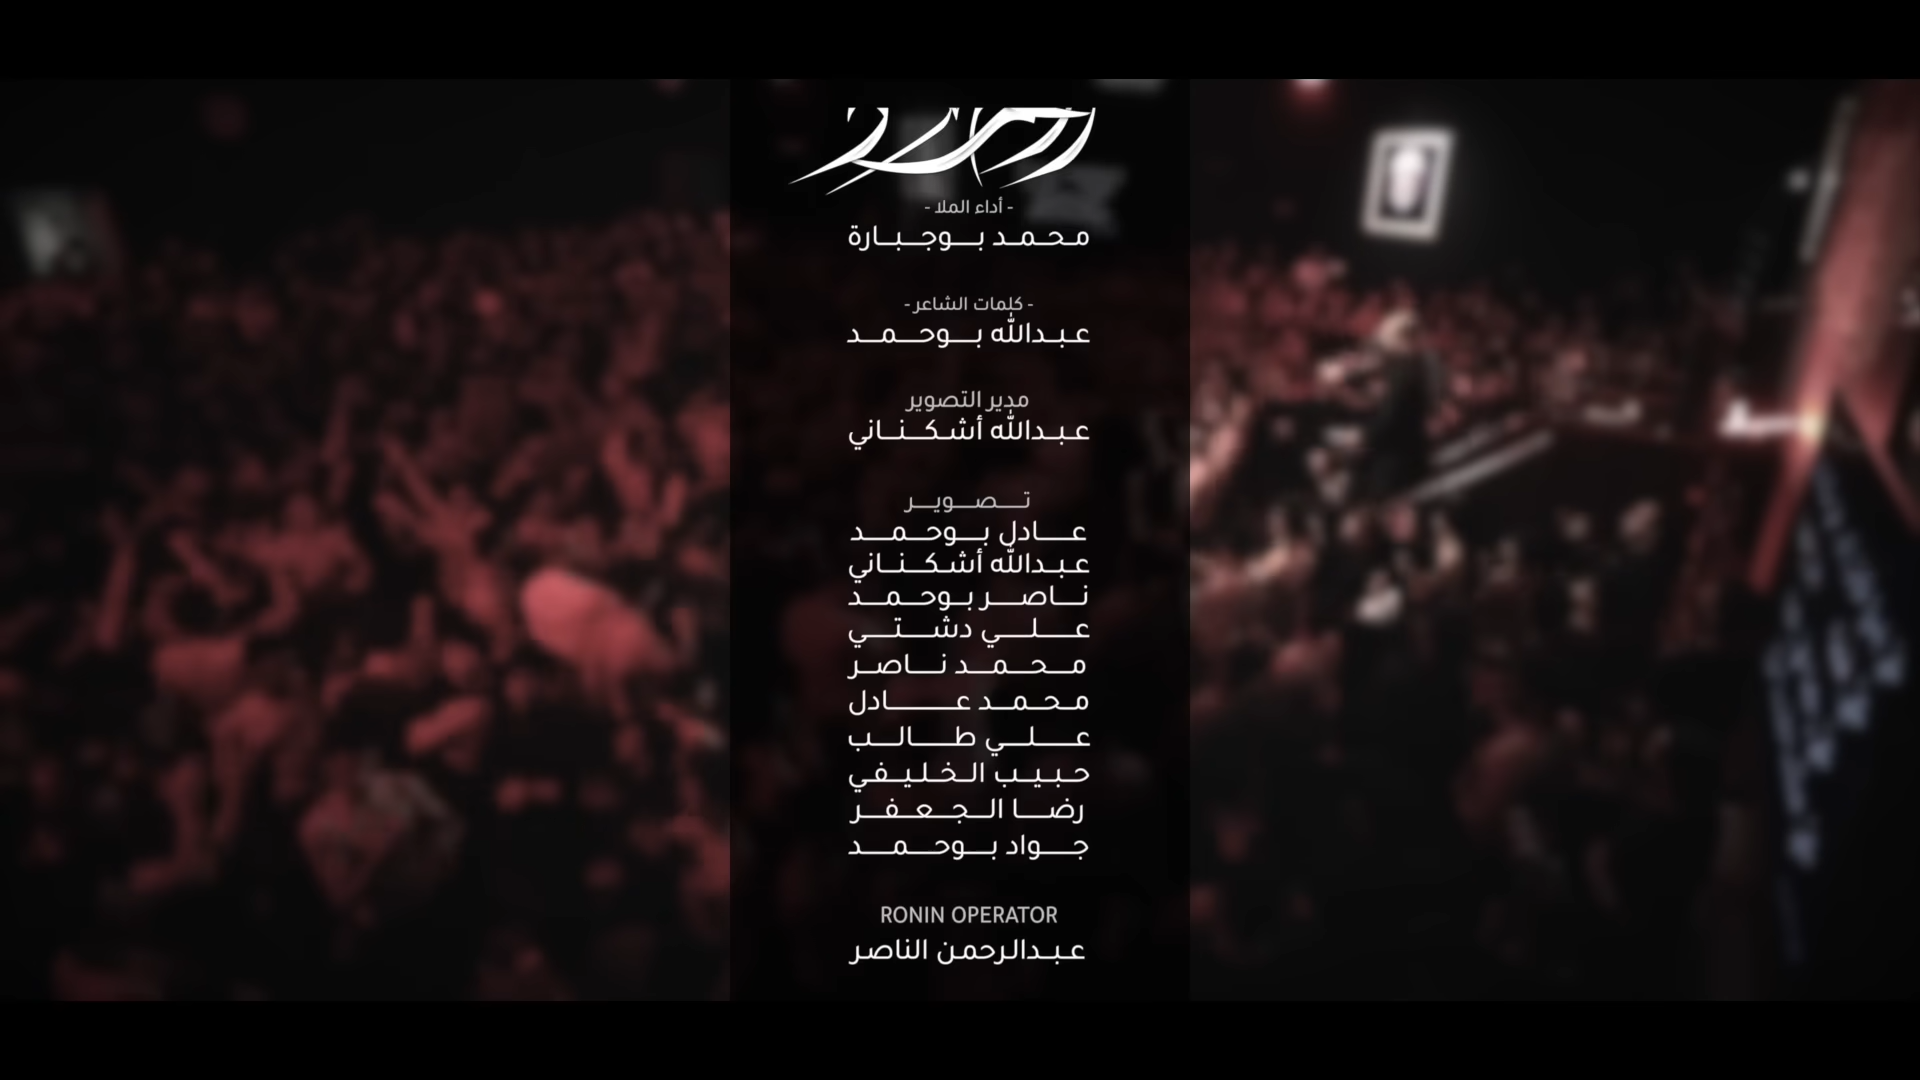 - أداء الملا -
محمد بوجبارة
- كلمات الشاعر -
عبدالله بوحمد
مدير التصوير
عبدالله أشكناني
تصوير
عادل بوحمد
عبدالله أشكناني
ناصر بوحمد
علي دشتي
محمد ناصر
محمد عادل
علي طالب
حبيب الخليفي
رضا الجعفر
جواد بوحمد
RONIN OPERATOR
عبدالرحمن الناصر